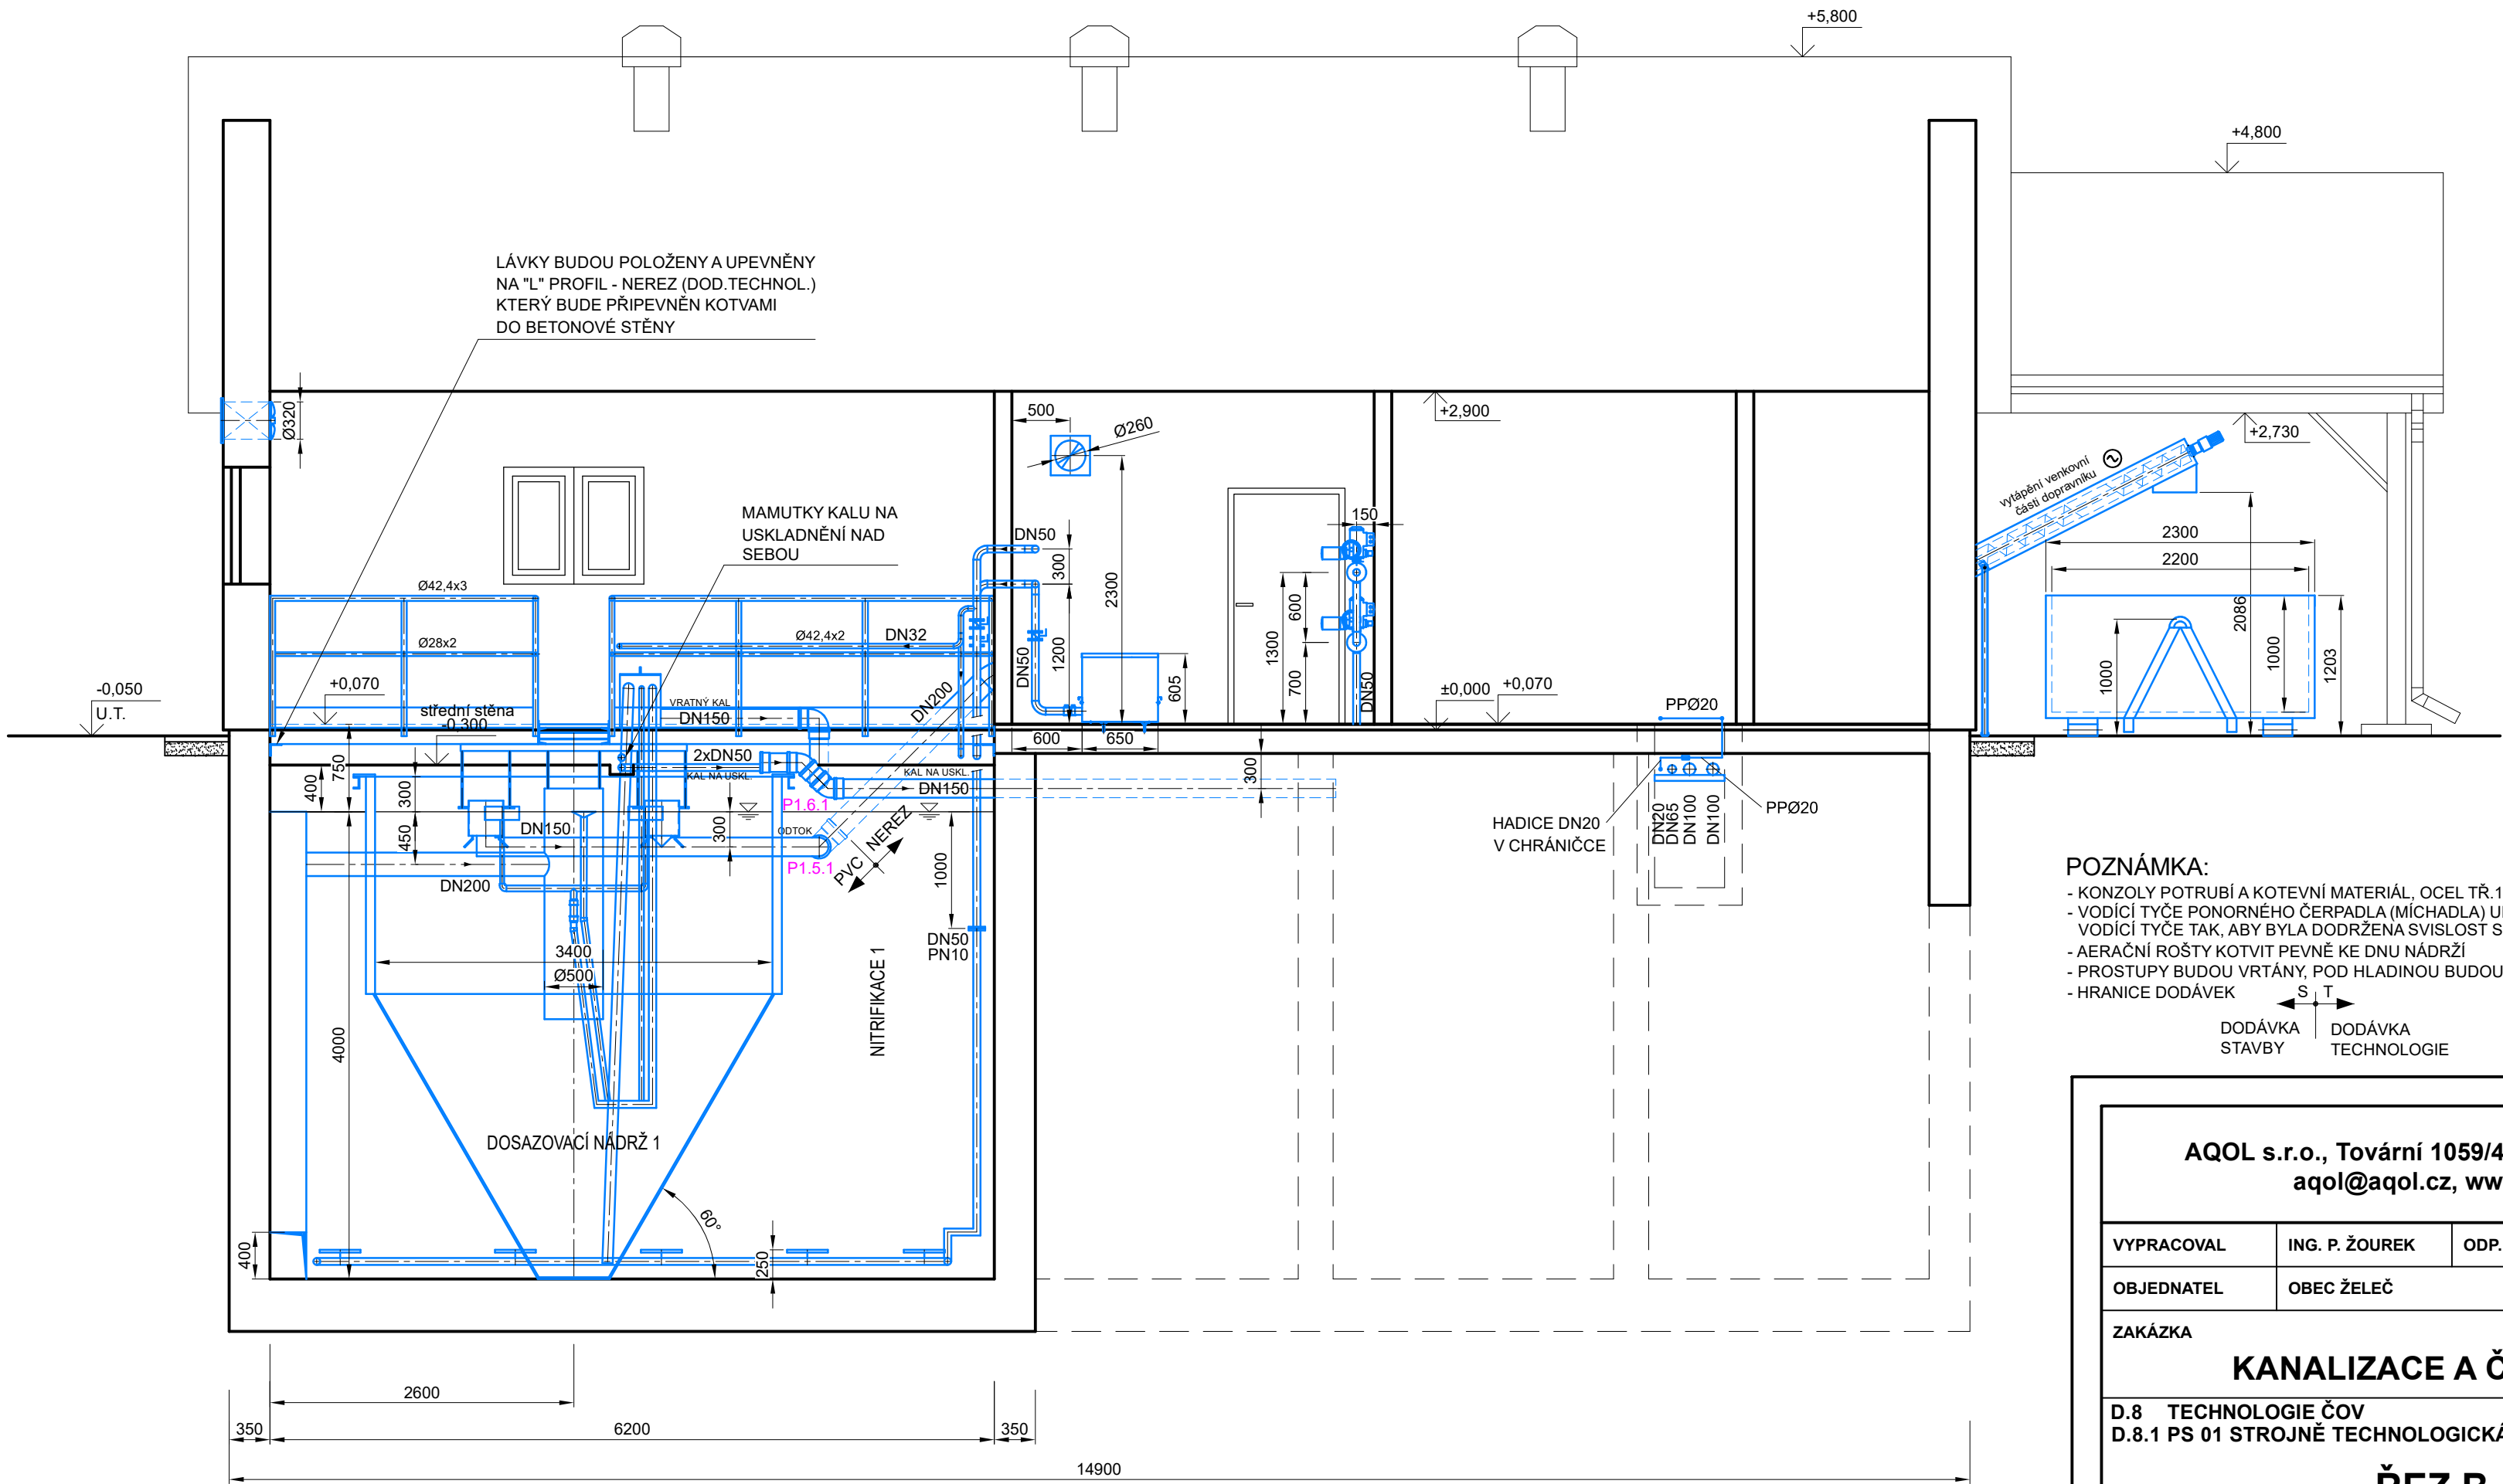 +5,800
+4,800
LÁVKY BUDOU POLOŽENY A UPEVNĚNY
NA "L" PROFIL - NEREZ (DOD.TECHNOL.)
KTERÝ BUDE PŘIPEVNĚN KOTVAMI
DO BETONOVÉ STĚNY
Ø320
500
Ø260
+2,900
+2,730
vytápění venkovní
části dopravníku
MAMUTKY KALU NA
USKLADNĚNÍ NAD
SEBOU
DN50
300
2300
150
2300
2200
Ø42,4x3
Ø28x2
Ø42,4x2
DN32
DN50
1200
605
1300
600
700
DN50
2086
1000
1000
1203
-0,050
U.T.
+0,070
střední stěna
-0,300
VRATNÝ KAL
DN150
DN200
±0,000
+0,070
PPØ20
600
650
2xDN50
KAL NA USKL.
KAL NA USKL.
DN150
300
750
400
300
450
P1.6.1
DN150
300
ODTOK
P1.5.1
PVC
NEREZ
1000
DN200
HADICE DN20
V CHRÁNIČCE
DN20
DN65
DN100
DN100
PPØ20
DN50
PN10
3400
Ø500
NITRIFIKACE 1
4000
DOSAZOVACÍ NÁDRŽ 1
60°
400
250
2600
350
6200
350
14900
POZNÁMKA:
- KONZOLY POTRUBÍ A KOTEVNÍ MATERIÁL, OCEL TŘ.1
- VODÍCÍ TYČE PONORNÉHO ČERPADLA (MÍCHADLA)
VODÍCÍ TYČE TAK, ABY BYLA DODRŽENA SVISLOST S
- AERAČNÍ ROŠTY KOTVIT PEVNĚ KE DNU NÁDRŽÍ
- PROSTUPY BUDOU VRTÁNY, POD HLADINOU BUDOU
- HRANICE DODÁVEK
S T
DODÁVKA
STAVBY
DODÁVKA
TECHNOLOGIE
AQOL s.r.o., Tovární 1059/4
aqol@aqol.cz, ww
VYPRACOVAL
ING. P. ŽOUREK
ODP.
OBJEDNATEL
OBEC ŽELEČ
ZAKÁZKA
KANALIZACE A Č
D.8 TECHNOLOGIE ČOV
D.8.1 PS 01 STROJNĚ TECHNOLOGICKÁ